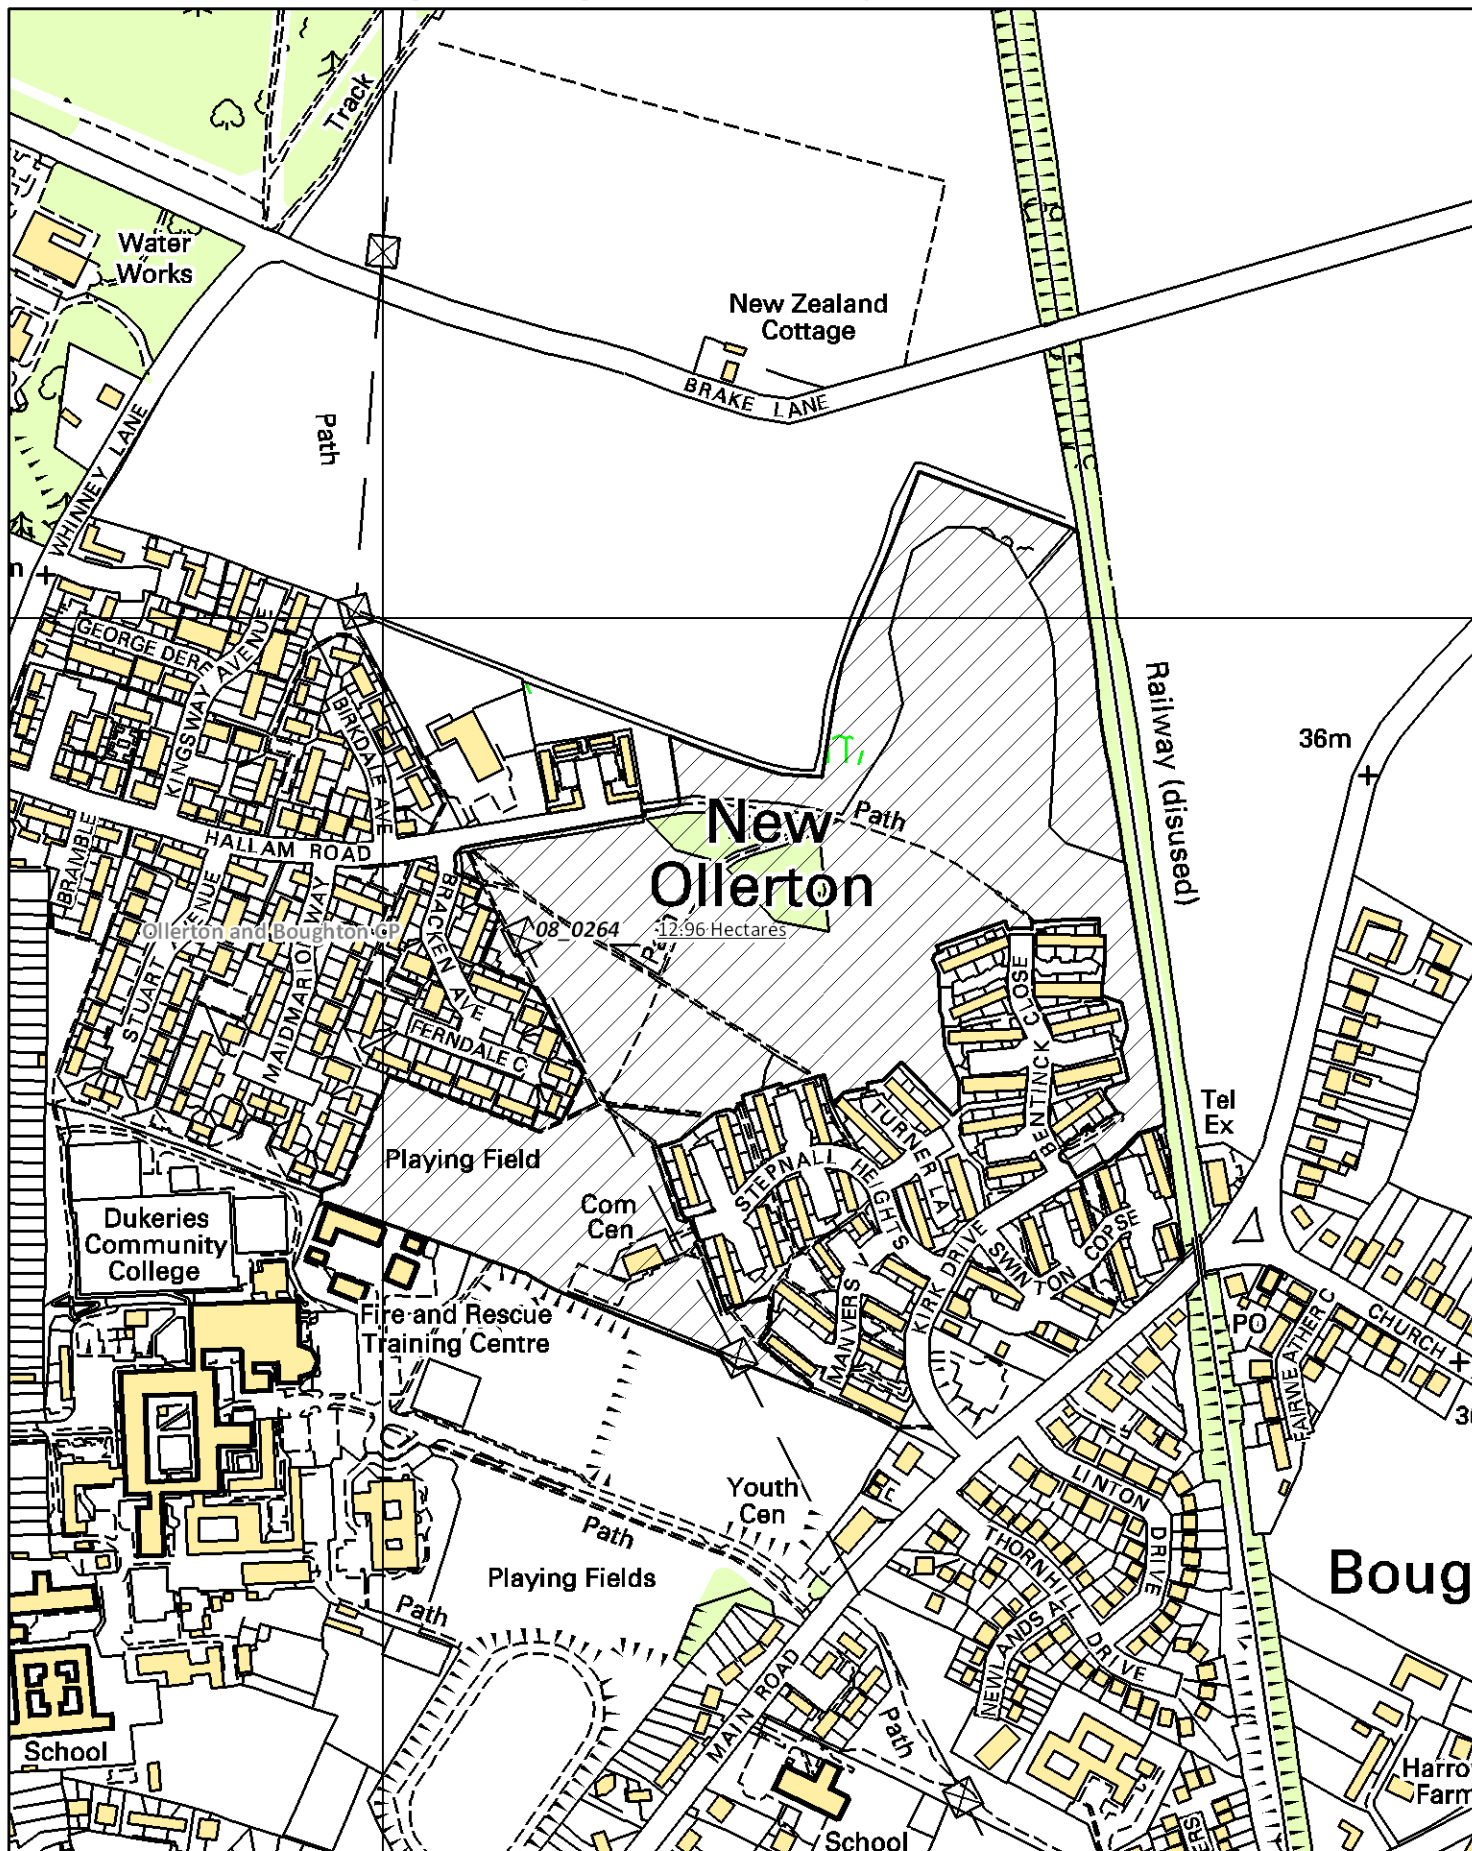 Track
Water
Works
New Zealand
Cottage
BRAKE LANE
Path
WHINNEY LANE
GEORGE DERE
KINGSWAY AVENUE
BIRKDALE AVE
Railway (disused)
36m
HALLAM ROAD
New
Ollerton
Path
BRAMBLE
STUART
ENUE
MAIDMARION WAY
BRACKEN AVE
Ollerton and Boughton CP
08_0264
12.96 Hectares
FERNDALE C
BENTINCK CLOSE
Tel
Ex
Playing Field
STEPNALL HEIGHTS
TURNER LA
Com
Cen
Dukeries
Community
College
KIRK DRIVE
SWINTON COPSE
MANVERS V
Fire and Rescue
Training Centre
PO
CHURCH
FAIRWEATHER C
LINTON DRIVE
Youth
Cen
Path
THORNHILL DRIVE
Playing Fields
Path
Boug
NEWLANDS A
MAIN ROAD
Path
School
Harro
Farm
School
ERS